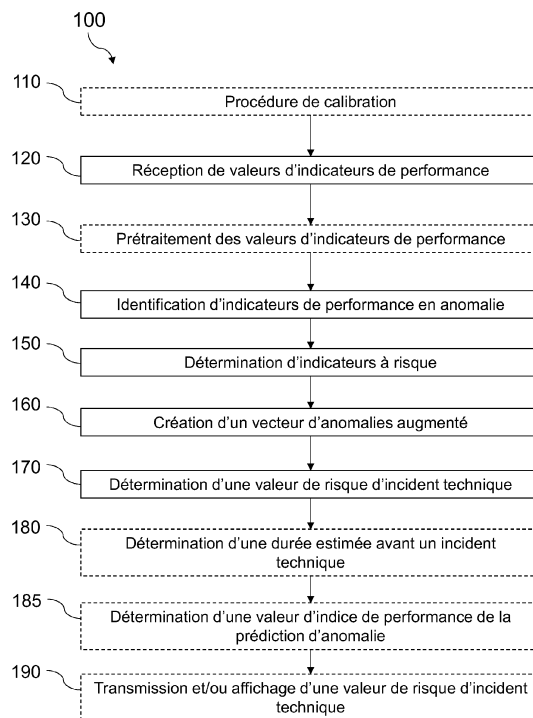 100
110
Procédure de calibration
120
Réception de valeurs d'indicateurs de performance
130
Prétraitement des valeurs d'indicateurs de performance
140
Identification d'indicateurs de performance en anomalie
150
Détermination d'indicateurs à risque
160
Création d'un vecteur d'anomalies augmenté
170
Détermination d'une valeur de risque d'incident technique
180
Détermination d'une durée estimée avant un incident
technique
185
Détermination d'une valeur d'indice de performance de la
prédiction d'anomalie
190
Transmission et/ou affichage d'une valeur de risque d'incident
technique